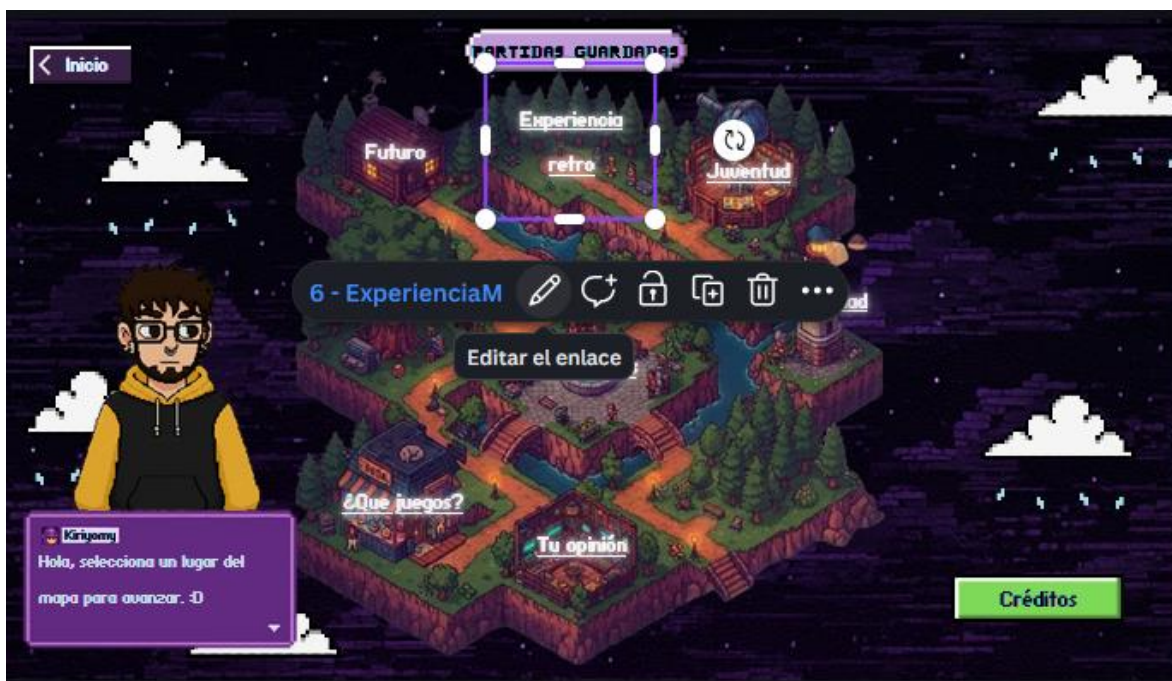 PARTIDAS GUARDADAS
Inicio
Experiencia
retro
Futuro
Juventud
6 - ExperienciaM
ad
Editar el enlace
¿Que juegos?
Tu opinión
Kiriyomy
Hola, selecciona un lugar del
mapa para avanzar. :D
Créditos